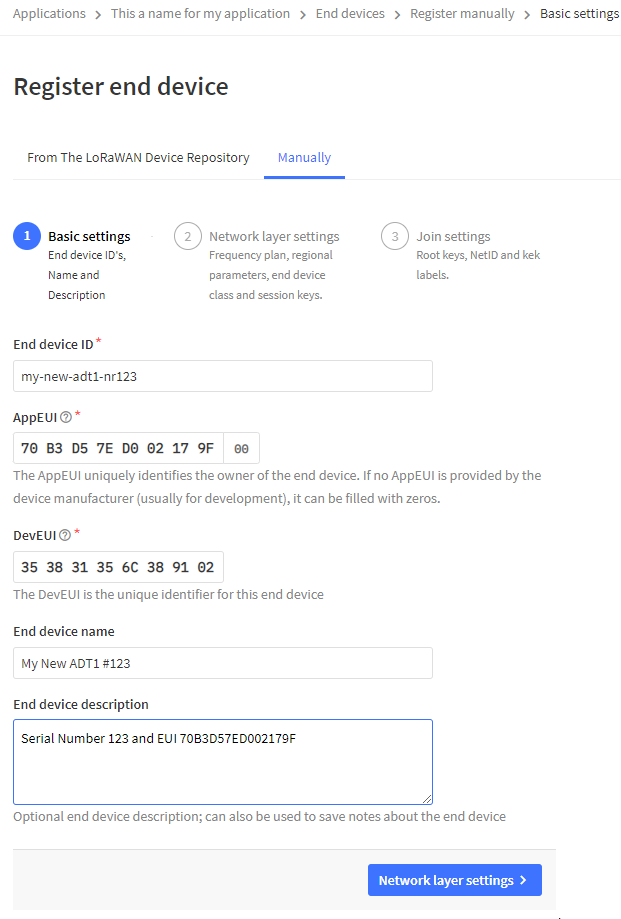 Applications > This a name for my application > End devices > Register manually > Basic settings
Register end device
From The LoRaWAN Device Repository Manually
1 Basic settings
End device ID's,
Name and
Description
2 Network layer settings
Frequency plan, regional
parameters, end device
class and session keys.
3 Join settings
Root keys, NetID and kek
labels.
End device ID *
my-new-adt1-nr123
AppEUI ? *
70 B3 D5 7E D0 02 17 9F 00
The AppEUI uniquely identifies the owner of the end device. If no AppEUI is provided by the
device manufacturer (usually for development), it can be filled with zeros.
DevEUI ? *
35 38 31 35 6C 38 91 02
The DevEUI is the unique identifier for this end device
End device name
My New ADT1 #123
End device description
Serial Number 123 and EUI 70B3D57ED002179F
Optional end device description; can also be used to save notes about the end device
Network layer settings >